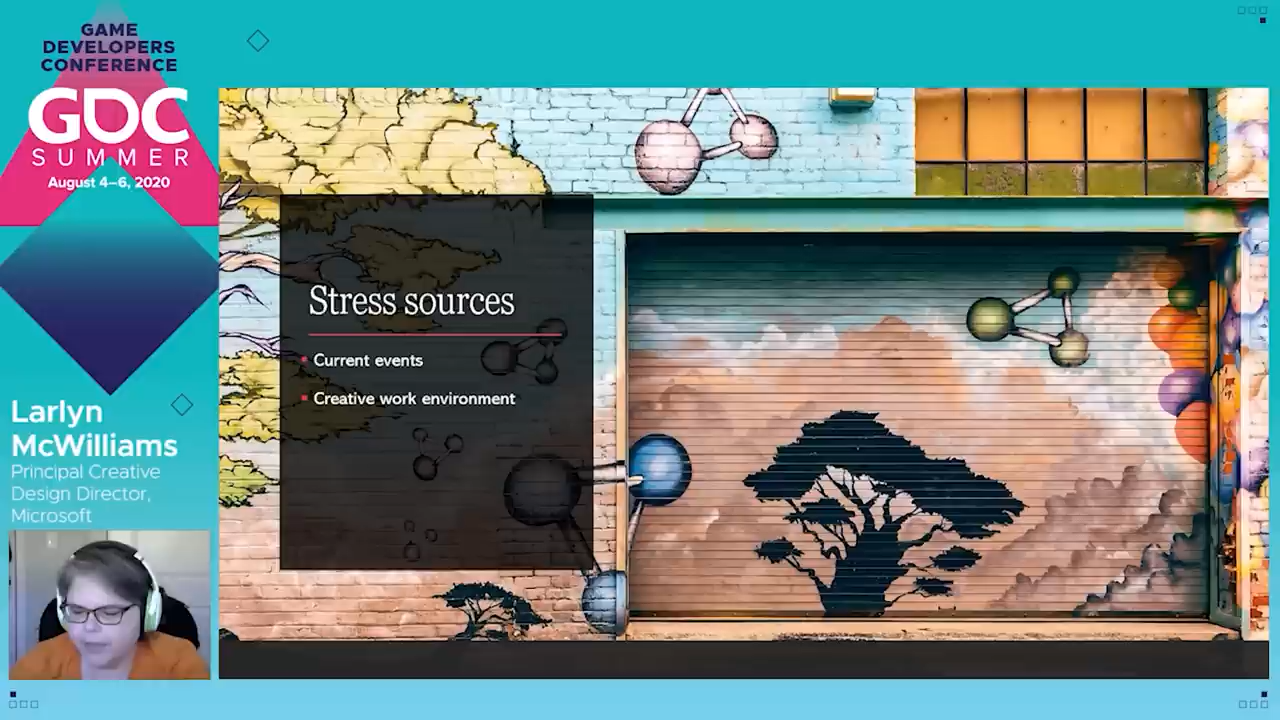 GAME
DEVELOPERS
CONFERENCE
GDC
SUMMER
August 4–6, 2020
Stress sources
Current events
Creative work environment
Larlyn
McWilliams
Principal Creative
Design Director,
Microsoft